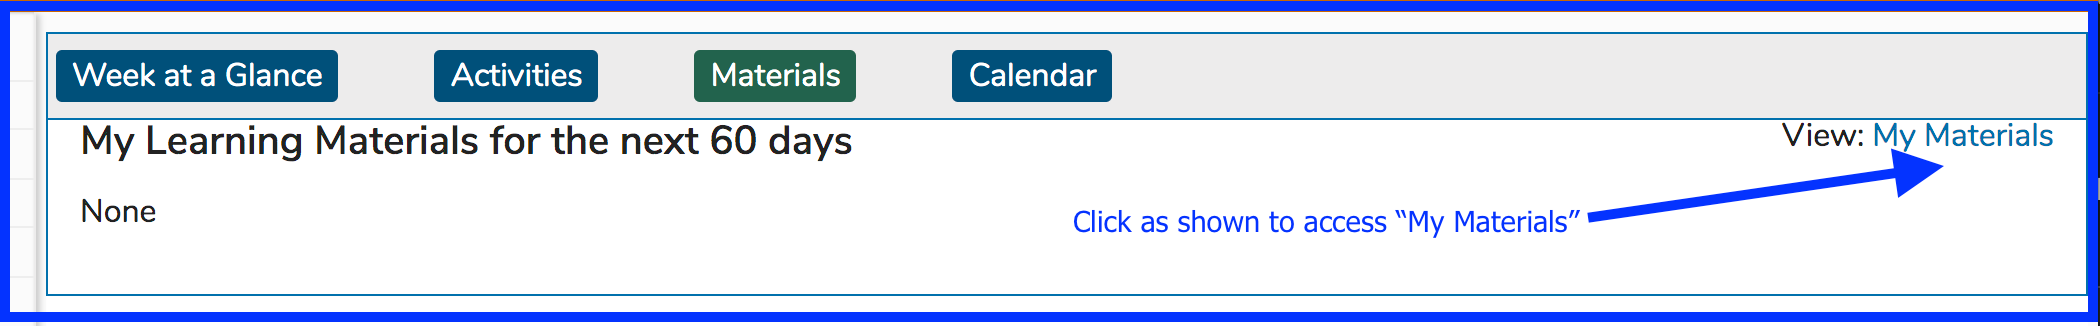 Week at a Glance Activities Materials Calendar
My Learning Materials for the next 60 days
View: My Materials
None
Click as shown to access “My Materials”